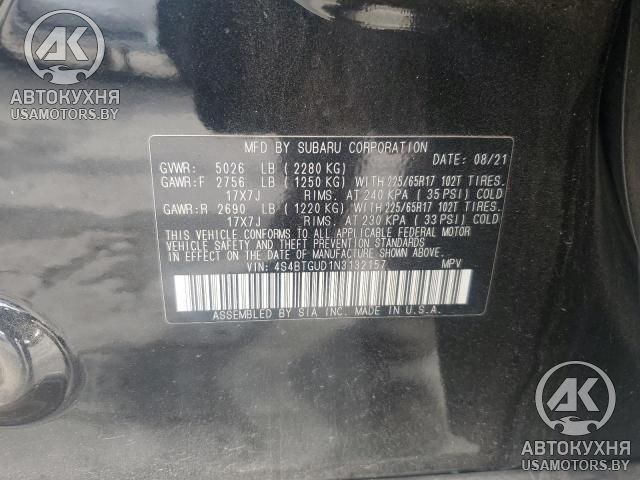 АК
АВТОКУХНЯ
USAMOTORS.BY
MFD BY SUBARU CORPORATION
GVWR: 5026 LB (2280 KG) DATE: 08/21
GAWR:F 2756 LB (1250 KG) WITH 225/65R17 102T TIRES.
17X7J RIMS. AT 240 KPA (35 PSI) COLD
GAWR:R 2690 LB (1220 KG) WITH 225/65R17 102T TIRES.
17X7J RIMS. AT 230 KPA (33 PSI) COLD
THIS VEHICLE CONFORMS TO ALL APPLICABLE FEDERAL MOTOR
VEHICLE SAFETY AND THEFT PREVENTION STANDARDS
IN EFFECT ON THE DATE OF MANUFACTURE SHOWN ABOVE.
VIN: 4S4BTGUD1N3132157 MPV
ASSEMBLED BY SIA INC. MADE IN U.S.A.
АК
АВТОКУХНЯ
USAMOTORS.BY